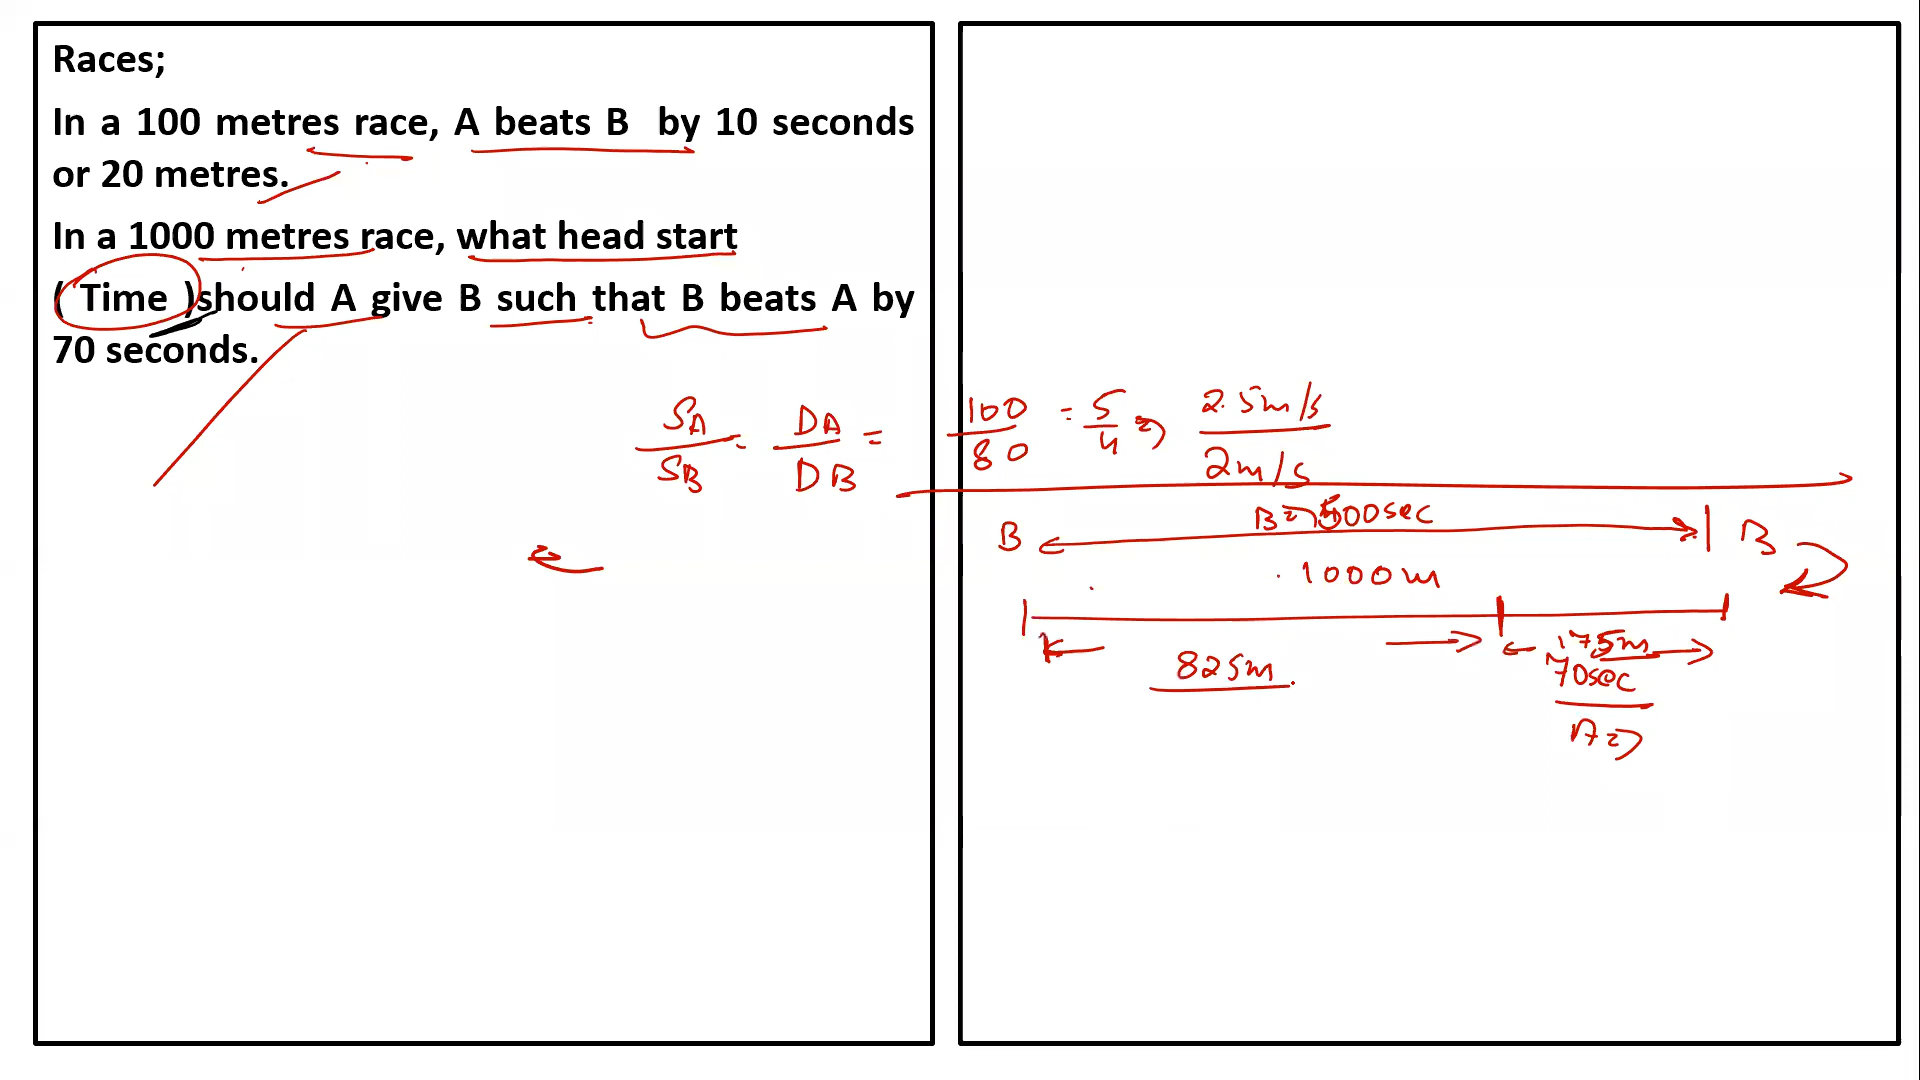 Races;
In a 100 metres race, A beats B by 10 seconds
or 20 metres.
In a 1000 metres race, what head start
( Time )should A give B such that B beats A by
70 seconds.
SA/SB = DA/DB = 100/80 = 5/4 ⇒ 2.5m/s / 2m/s
B ⇒ 500sec
B B
1000m
175m
825m 70sec
A ⇒